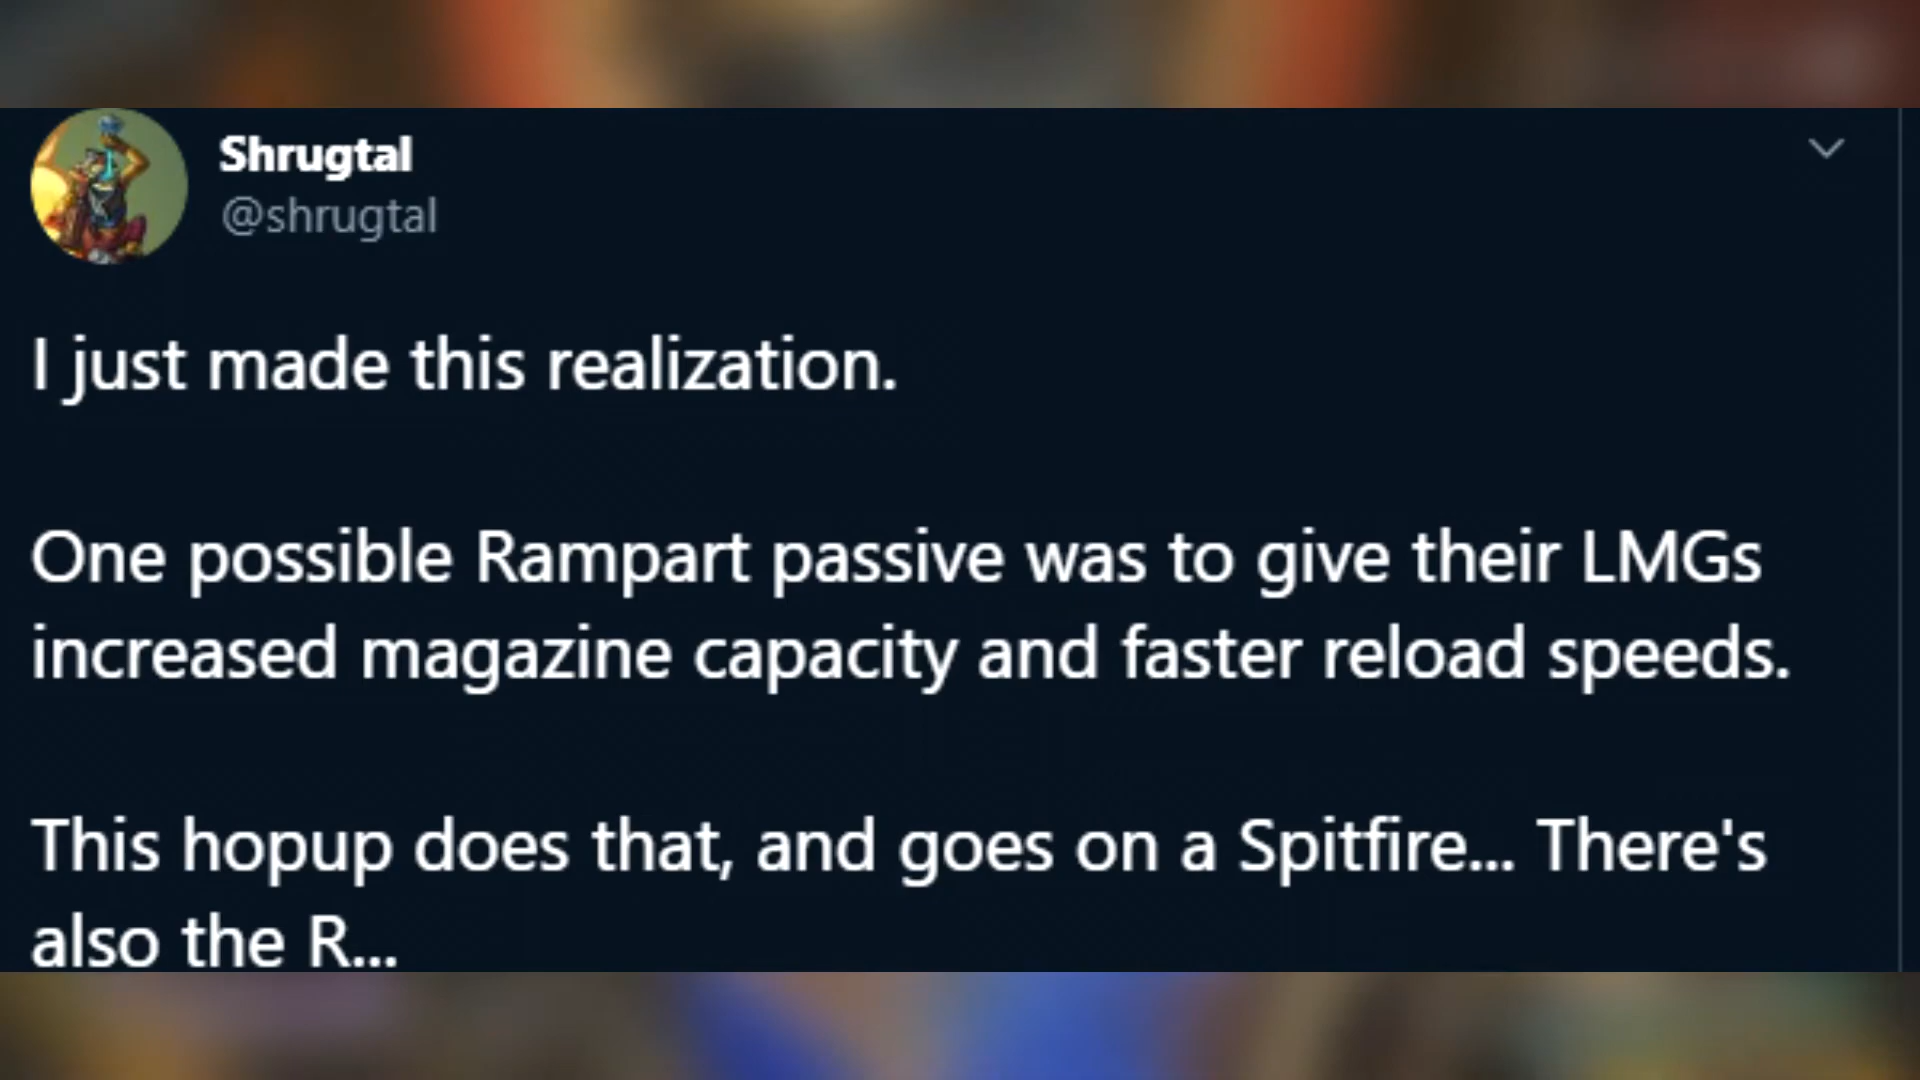 Shrugtal
@shrugtal
I just made this realization.
One possible Rampart passive was to give their LMGs
increased magazine capacity and faster reload speeds.
This hopup does that, and goes on a Spitfire... There's
also the R...